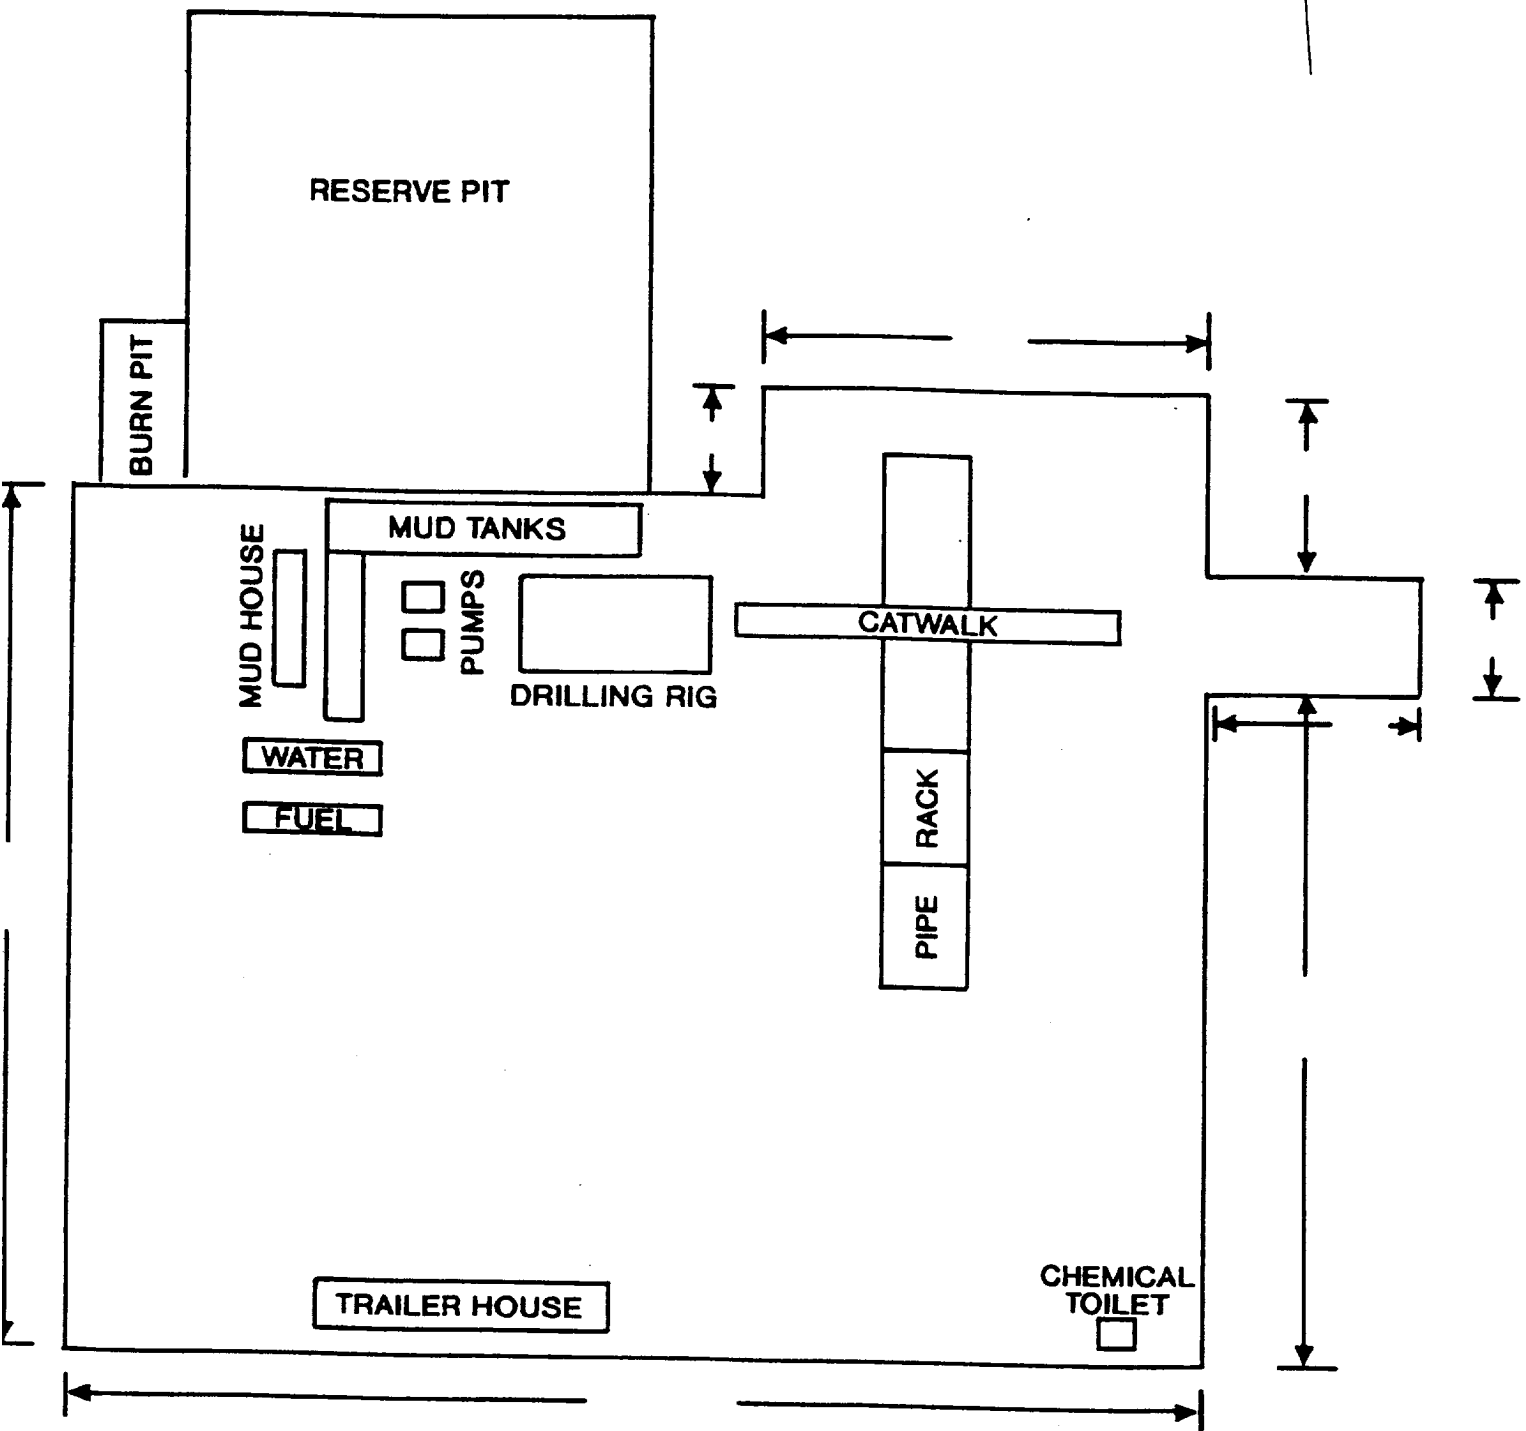 RESERVE PIT
BURN PIT
MUD TANKS
MUD HOUSE
PUMPS
CATWALK
DRILLING RIG
WATER
FUEL
RACK
PIPE
CHEMICAL
TOILET
TRAILER HOUSE